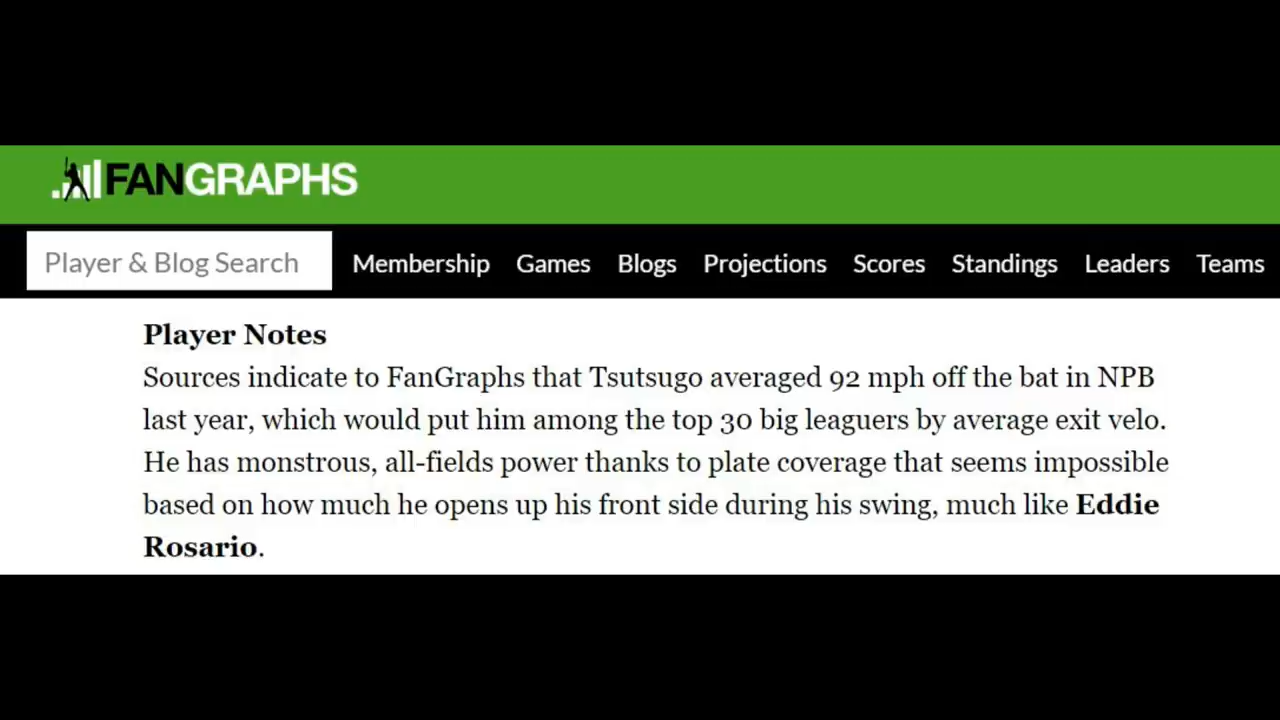 FANGRAPHS
Player & Blog Search Membership Games Blogs Projections Scores Standings Leaders Teams
Player Notes
Sources indicate to FanGraphs that Tsutsugo averaged 92 mph off the bat in NPB
last year, which would put him among the top 30 big leaguers by average exit velo.
He has monstrous, all-fields power thanks to plate coverage that seems impossible
based on how much he opens up his front side during his swing, much like Eddie
Rosario.